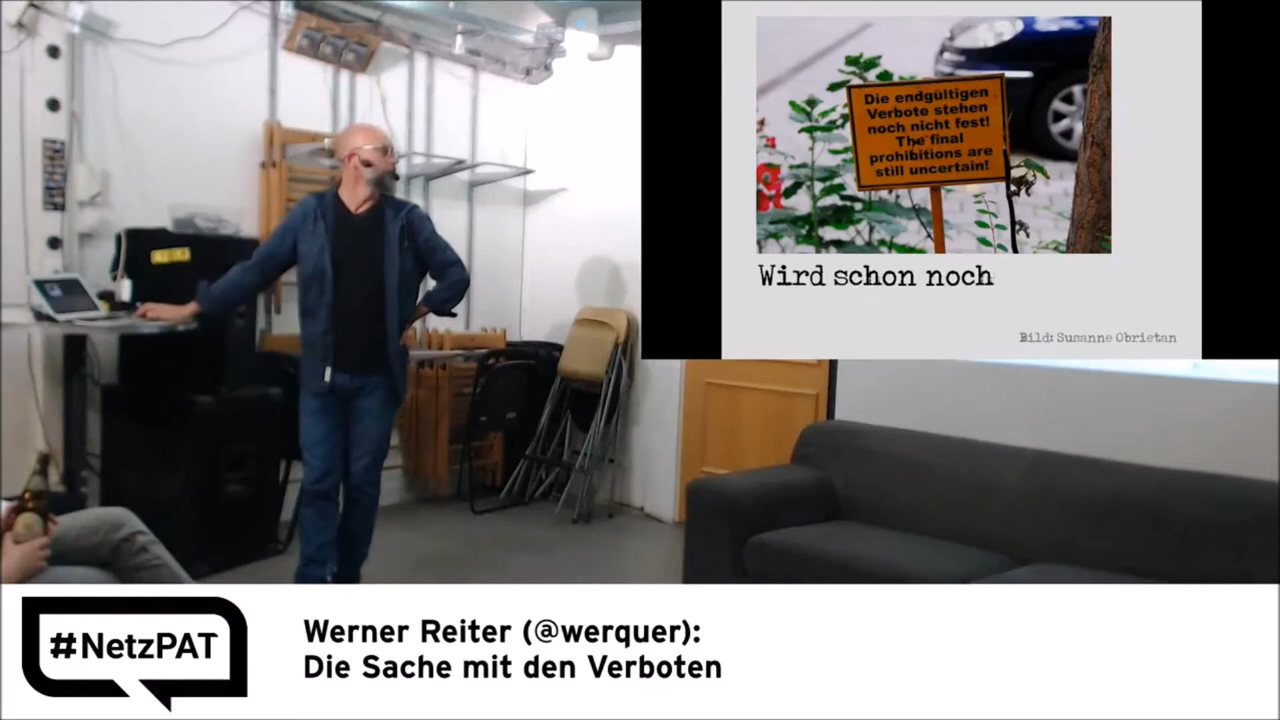 Die endgültigen
Verbote stehen
noch nicht fest!
The final
prohibitions are
still uncertain!
Wird schon noch
Bild: Susanne Obrietan
#NetzPAT
Werner Reiter (@werquer):
Die Sache mit den Verboten